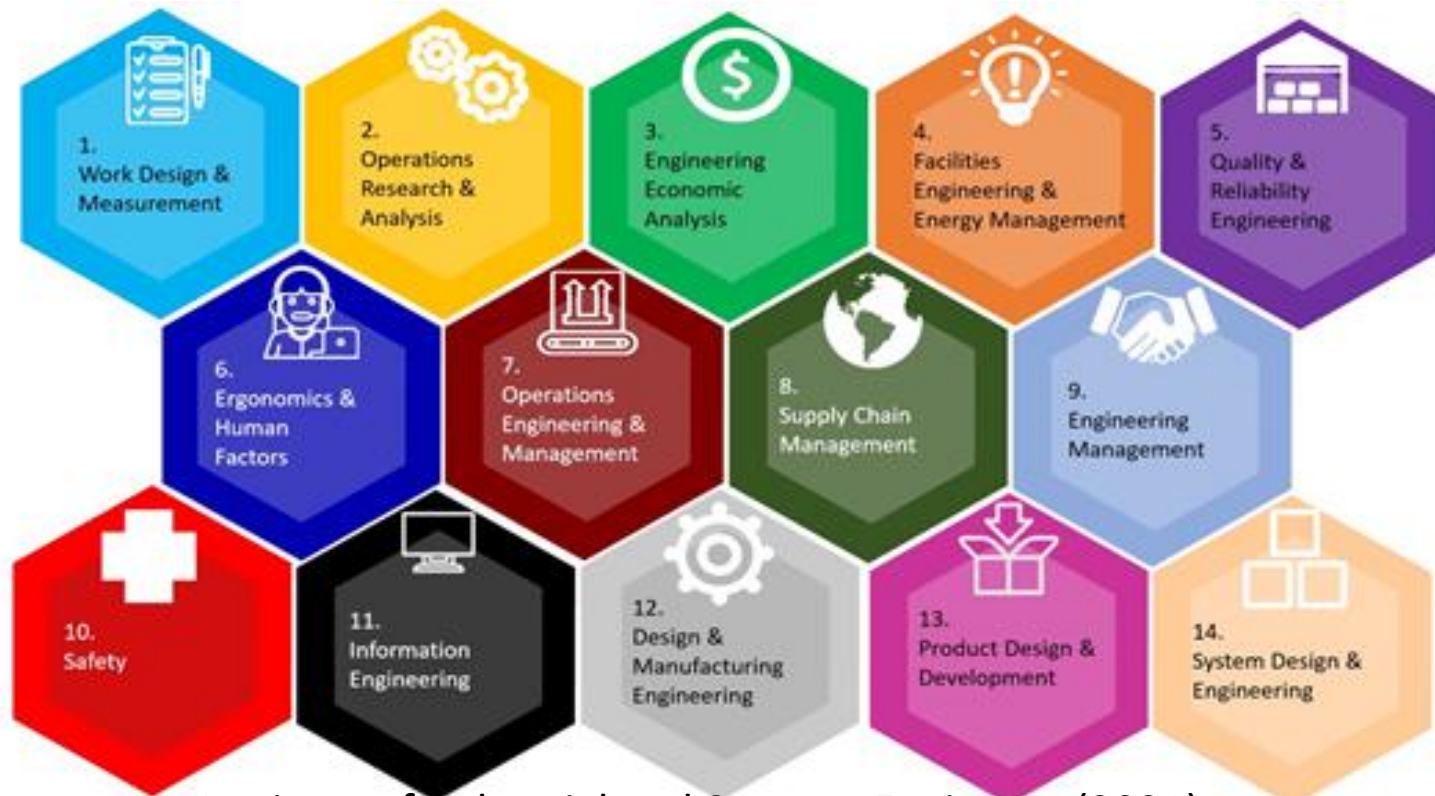 1.
Work Design &
Measurement
2.
Operations
Research &
Analysis
$
3.
Engineering
Economic
Analysis
4.
Facilities
Engineering &
Energy Management
5.
Quality &
Reliability
Engineering
6.
Ergonomics &
Human
Factors
7.
Operations
Engineering &
Management
8.
Supply Chain
Management
9.
Engineering
Management
10.
Safety
11.
Information
Engineering
12.
Design &
Manufacturing
Engineering
13.
Product Design &
Development
14.
System Design &
Engineering